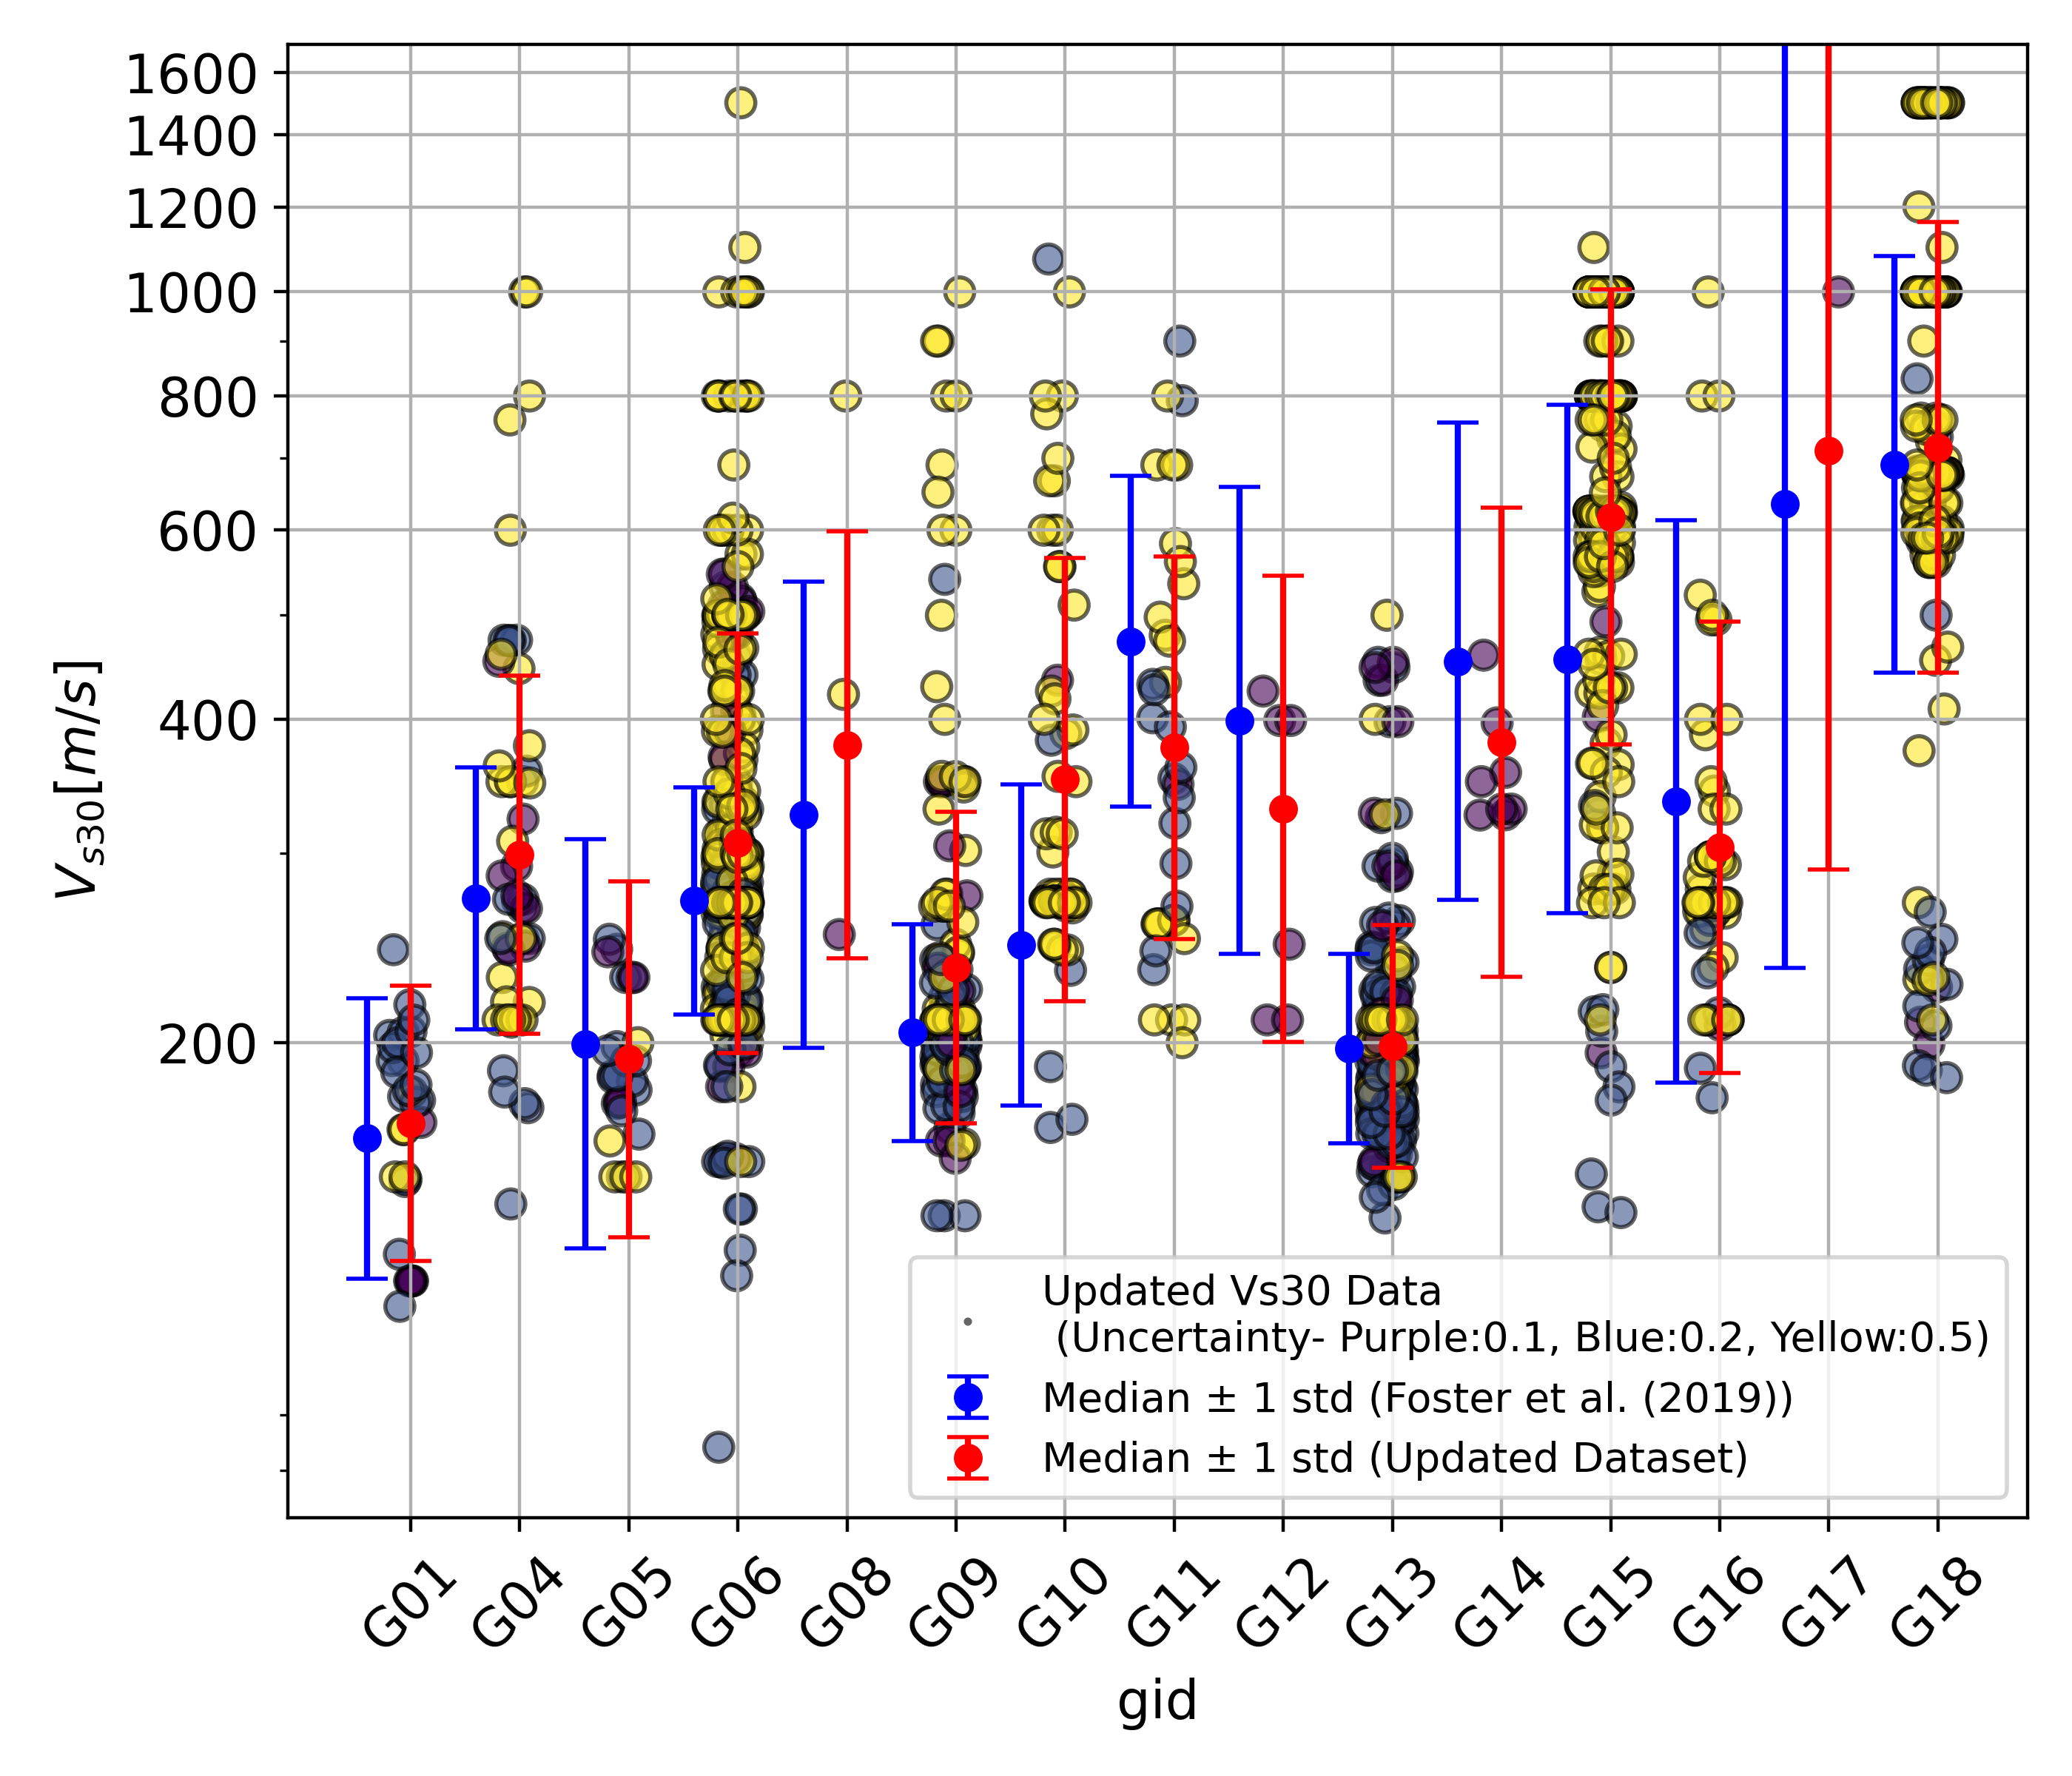 1600
1400
1200
1000
800
600
400
200
V_s30[m/s]
Updated Vs30 Data
(Uncertainty- Purple:0.1, Blue:0.2, Yellow:0.5)
Median ± 1 std (Foster et al. (2019))
Median ± 1 std (Updated Dataset)
G01 G04 G05 G06 G08 G09 G10 G11 G12 G13 G14 G15 G16 G17 G18
gid